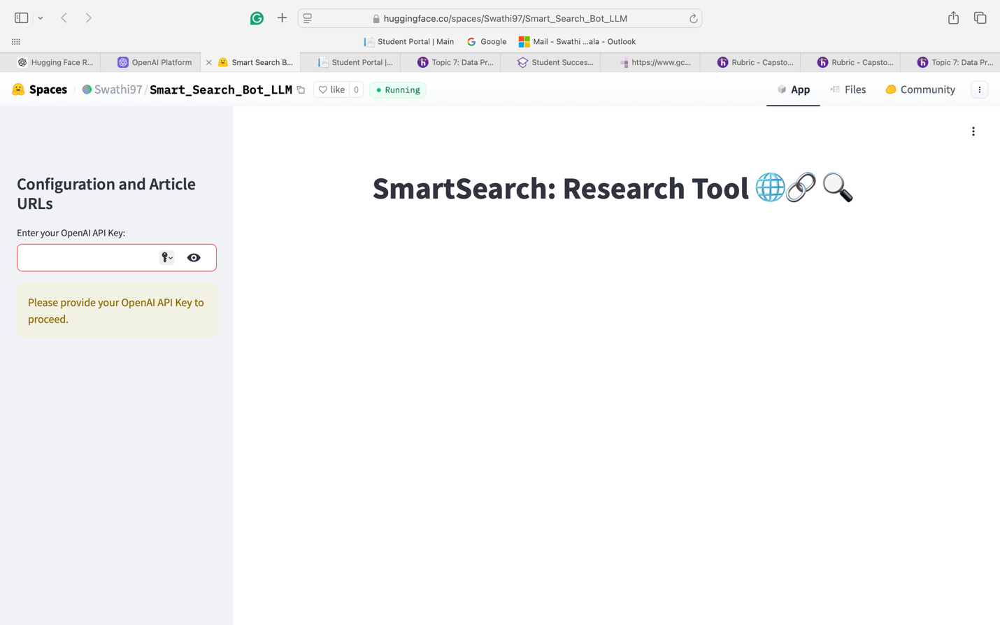 huggingface.co/spaces/Swathi97/Smart_Search_Bot_LLM
Student Portal | Main
Google
Mail - Swathi ...ala - Outlook
Hugging Face R...
OpenAI Platform
Smart Search B...
Student Portal |...
Topic 7: Data Pr...
Student Succes...
https://www.gc...
Rubric - Capsto...
Rubric - Capsto...
Topic 7: Data Pr...
Spaces
Swathi97/Smart_Search_Bot_LLM
like 0
Running
App
Files
Community
Configuration and Article
URLs
Enter your OpenAI API Key:
Please provide your OpenAI API Key to
proceed.
SmartSearch: Research Tool 🌐🔗 🔍